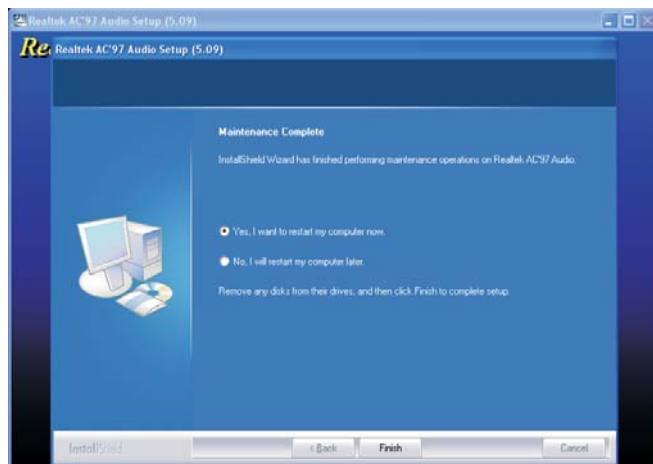 Realtek AC'97 Audio Setup (5.09)
Re
Realtek AC'97 Audio Setup (5.09)
Maintenance Complete
InstallShield Wizard has finished performing maintenance operations on Realtek AC'97 Audio.
Yes, I want to restart my computer now.
No, I will restart my computer later.
Remove any disks from their drives, and then click Finish to complete setup.
InstallShield
< Back
Finish
Cancel